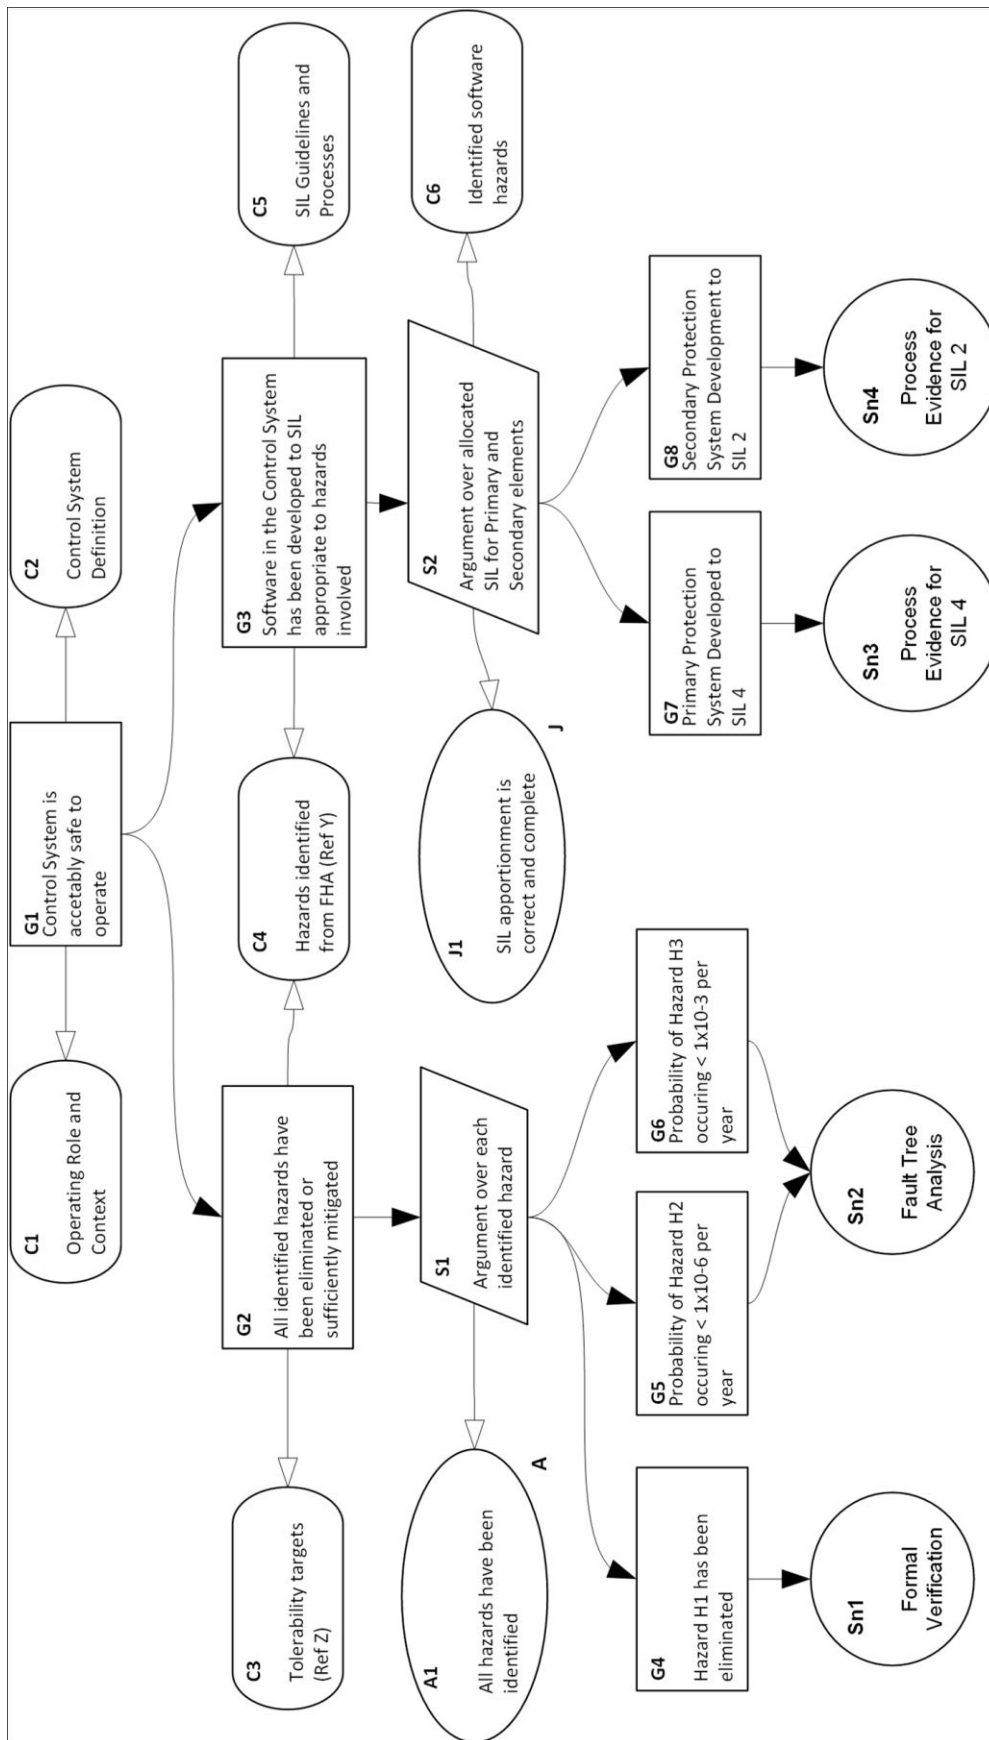 G1
Control System is
accetably safe to
operate
C1
Operating Role and
Context
C2
Control System
Definition
G2
All identified hazards have
been eliminated or
sufficiently mitigated
C3
Tolerability targets
(Ref Z)
C4
Hazards identified
from FHA (Ref Y)
G3
Software in the Control System
has been developed to SIL
appropriate to hazards
involved
C5
SIL Guidelines and
Processes
A1
All hazards have been
identified
A
S1
Argument over each
identified hazard
J1
SIL apportionment is
correct and complete
J
S2
Argument over allocated
SIL for Primary and
Secondary elements
C6
Identified software
hazards
G4
Hazard H1 has been
eliminated
G5
Probability of Hazard H2
occuring < 1x10-6 per
year
G6
Probability of Hazard H3
occuring < 1x10-3 per
year
G7
Primary Protection
System Developed to
SIL 4
G8
Secondary Protection
System Development to
SIL 2
Sn1
Formal
Verification
Sn2
Fault Tree
Analysis
Sn3
Process
Evidence for
SIL 4
Sn4
Process
Evidence for
SIL 2